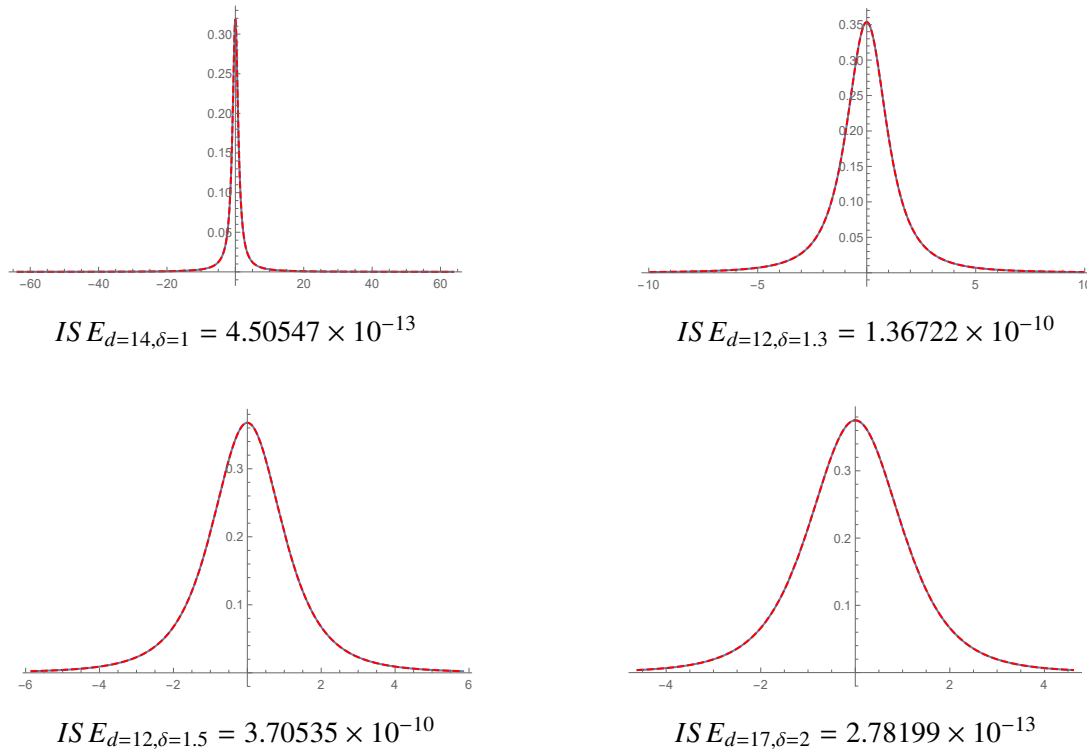 0.30
0.25
0.20
0.15
0.10
0.05
−60 −40 −20 20 40 60
ISE_{d=14,δ=1} = 4.50547 × 10^{−13}
0.35
0.30
0.25
0.20
0.15
0.10
0.05
−10 −5 5 10
ISE_{d=12,δ=1.3} = 1.36722 × 10^{−10}
0.3
0.2
0.1
−6 −4 −2 2 4 6
ISE_{d=12,δ=1.5} = 3.70535 × 10^{−10}
0.3
0.2
0.1
−4 −2 2 4
ISE_{d=17,δ=2} = 2.78199 × 10^{−13}